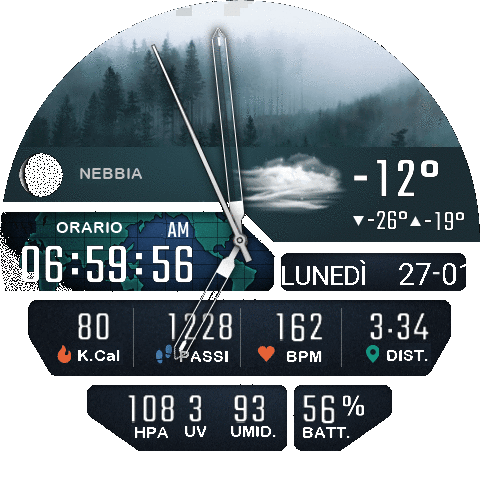 NEBBIA
-12°
▼-26°▲-19°
ORARIO AM
06:59:56
LUNEDÌ 27-01
80 1228 162 3.34
K.Cal PASSI BPM DIST.
108 3 93 56%
HPA UV UMID. BATT.